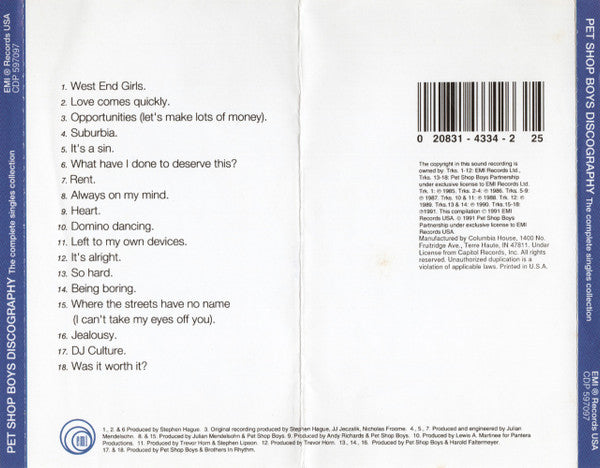 EMI ® Records USA
CDP 597097
PET SHOP BOYS DISCOGRAPHY The complete singles collection
1. West End Girls.
2. Love comes quickly.
3. Opportunities (let's make lots of money).
4. Suburbia.
5. It's a sin.
6. What have I done to deserve this?
7. Rent.
8. Always on my mind.
9. Heart.
10. Domino dancing.
11. Left to my own devices.
12. It's alright.
13. So hard.
14. Being boring.
15. Where the streets have no name
(I can't take my eyes off you).
16. Jealousy.
17. DJ Culture.
18. Was it worth it?
0 20831 - 4334 - 2 25
The copyright in this sound recording is
owned by. Trks. 1-12: EMI Records Ltd.,
Trks. 13-18: Pet Shop Boys Partnership
under exclusive license to EMI Records Ltd.
Trk. 1: ℗ 1985. Trks. 2-4: ℗ 1986. Trks. 5-9:
℗ 1987. Trks. 10 & 11: ℗ 1988. Trk. 12: ℗
1989. Trks.13 & 14: ℗ 1990. Trks.15-18:
℗1991. This compilation ℗ 1991 EMI
Records USA. © 1991 Pet Shop Boys
Partnership under exclusive license to EMI
Records USA.
Manufactured by Columbia House, 1400 No.
Fruitridge Ave., Terre Haute, IN 47811. Under
License from Capitol Records, Inc. All rights
reserved. Unauthorized duplication is a
violation of applicable laws. Printed in U.S.A.
EMI
1., 2. & 6 Produced by Stephen Hague. 3. Original recording produced by Stephen Hague, JJ Jeczalik, Nicholas Froome. 4., 5., 7. Produced and engineered by Julian
Mendelsohn. 8. & 15. Produced by Julian Mendelsohn & Pet Shop Boys. 9. Produced by Andy Richards & Pet Shop Boys. 10. Produced by Lewis A. Martinee for Pantera
Productions. 11. Produced by Trevor Horn & Stephen Lipson. 12. Produced by Trevor Horn. 13., 14., 16. Produced by Pet Shop Boys & Harold Faltermeyer.
17. & 18. Produced by Pet Shop Boys & Brothers In Rhythm.
PET SHOP BOYS DISCOGRAPHY The complete singles collection
EMI ® Records USA
CDP 597097